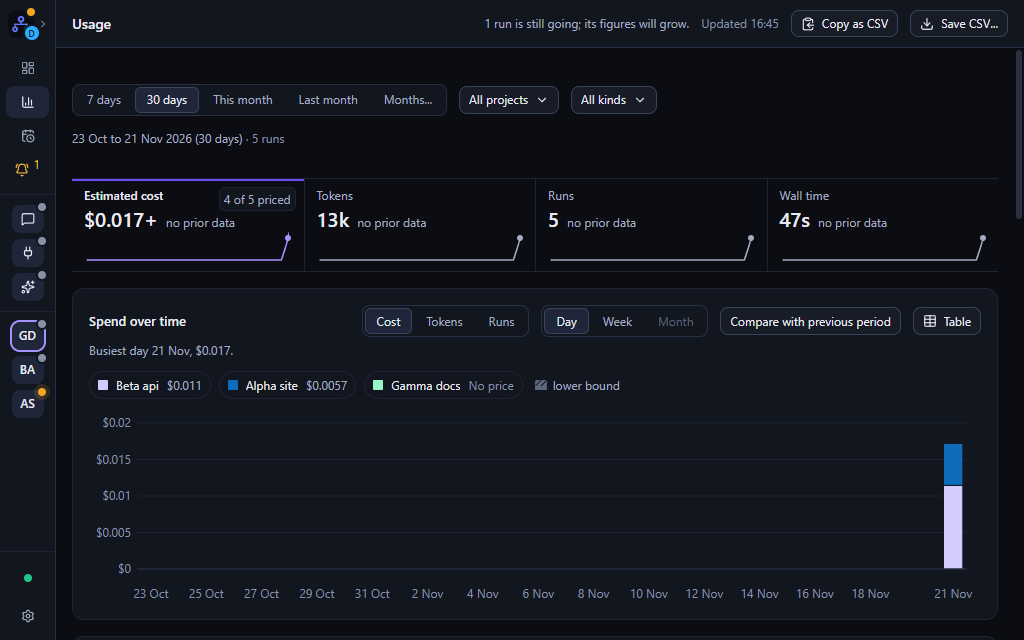 Usage
1 run is still going; its figures will grow. Updated 16:45 Copy as CSV Save CSV...
D
7 days 30 days This month Last month Months... All projects All kinds
23 Oct to 21 Nov 2026 (30 days) · 5 runs
1
Estimated cost 4 of 5 priced
$0.017+ no prior data
Tokens
13k no prior data
Runs
5 no prior data
Wall time
47s no prior data
GD
BA
AS
Spend over time Cost Tokens Runs Day Week Month Compare with previous period Table
Busiest day 21 Nov, $0.017.
Beta api $0.011 Alpha site $0.0057 Gamma docs No price lower bound
$0.02
$0.015
$0.01
$0.005
$0
23 Oct 25 Oct 27 Oct 29 Oct 31 Oct 2 Nov 4 Nov 6 Nov 8 Nov 10 Nov 12 Nov 14 Nov 16 Nov 18 Nov 21 Nov